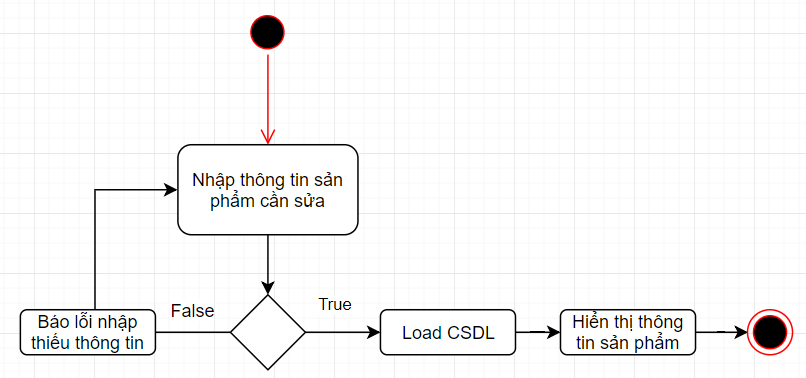 Nhập thông tin sản
phẩm cần sửa
False
True
Báo lỗi nhập
thiếu thông tin
Load CSDL
Hiển thị thông
tin sản phẩm